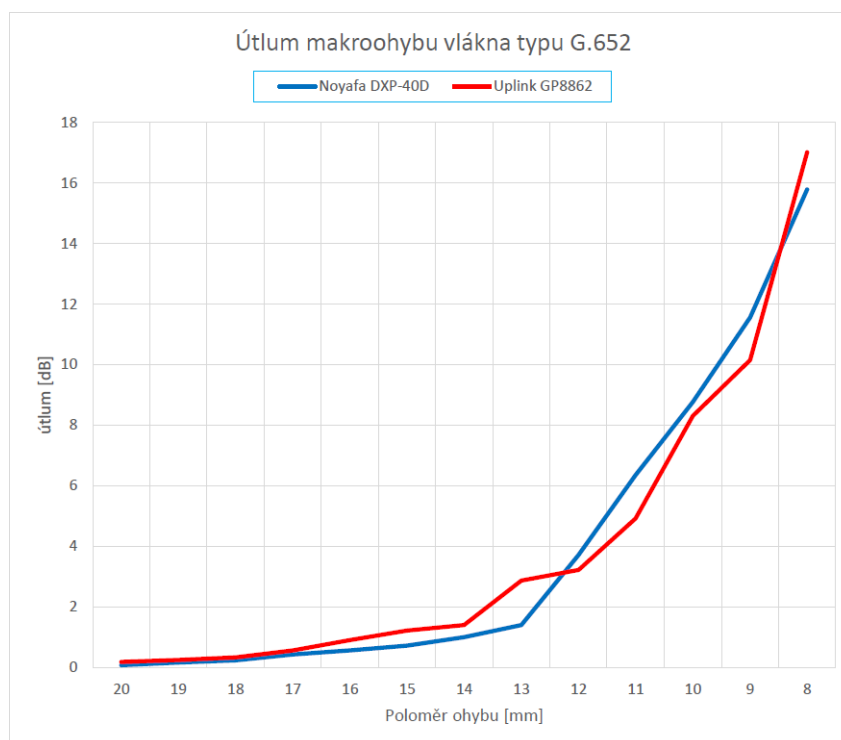 Útlum makroohybu vlákna typu G.652
Noyafa DXP-40D Uplink GP8862
18
16
14
12
10
8
6
4
2
0
útlum [dB]
20 19 18 17 16 15 14 13 12 11 10 9 8
Poloměr ohybu [mm]